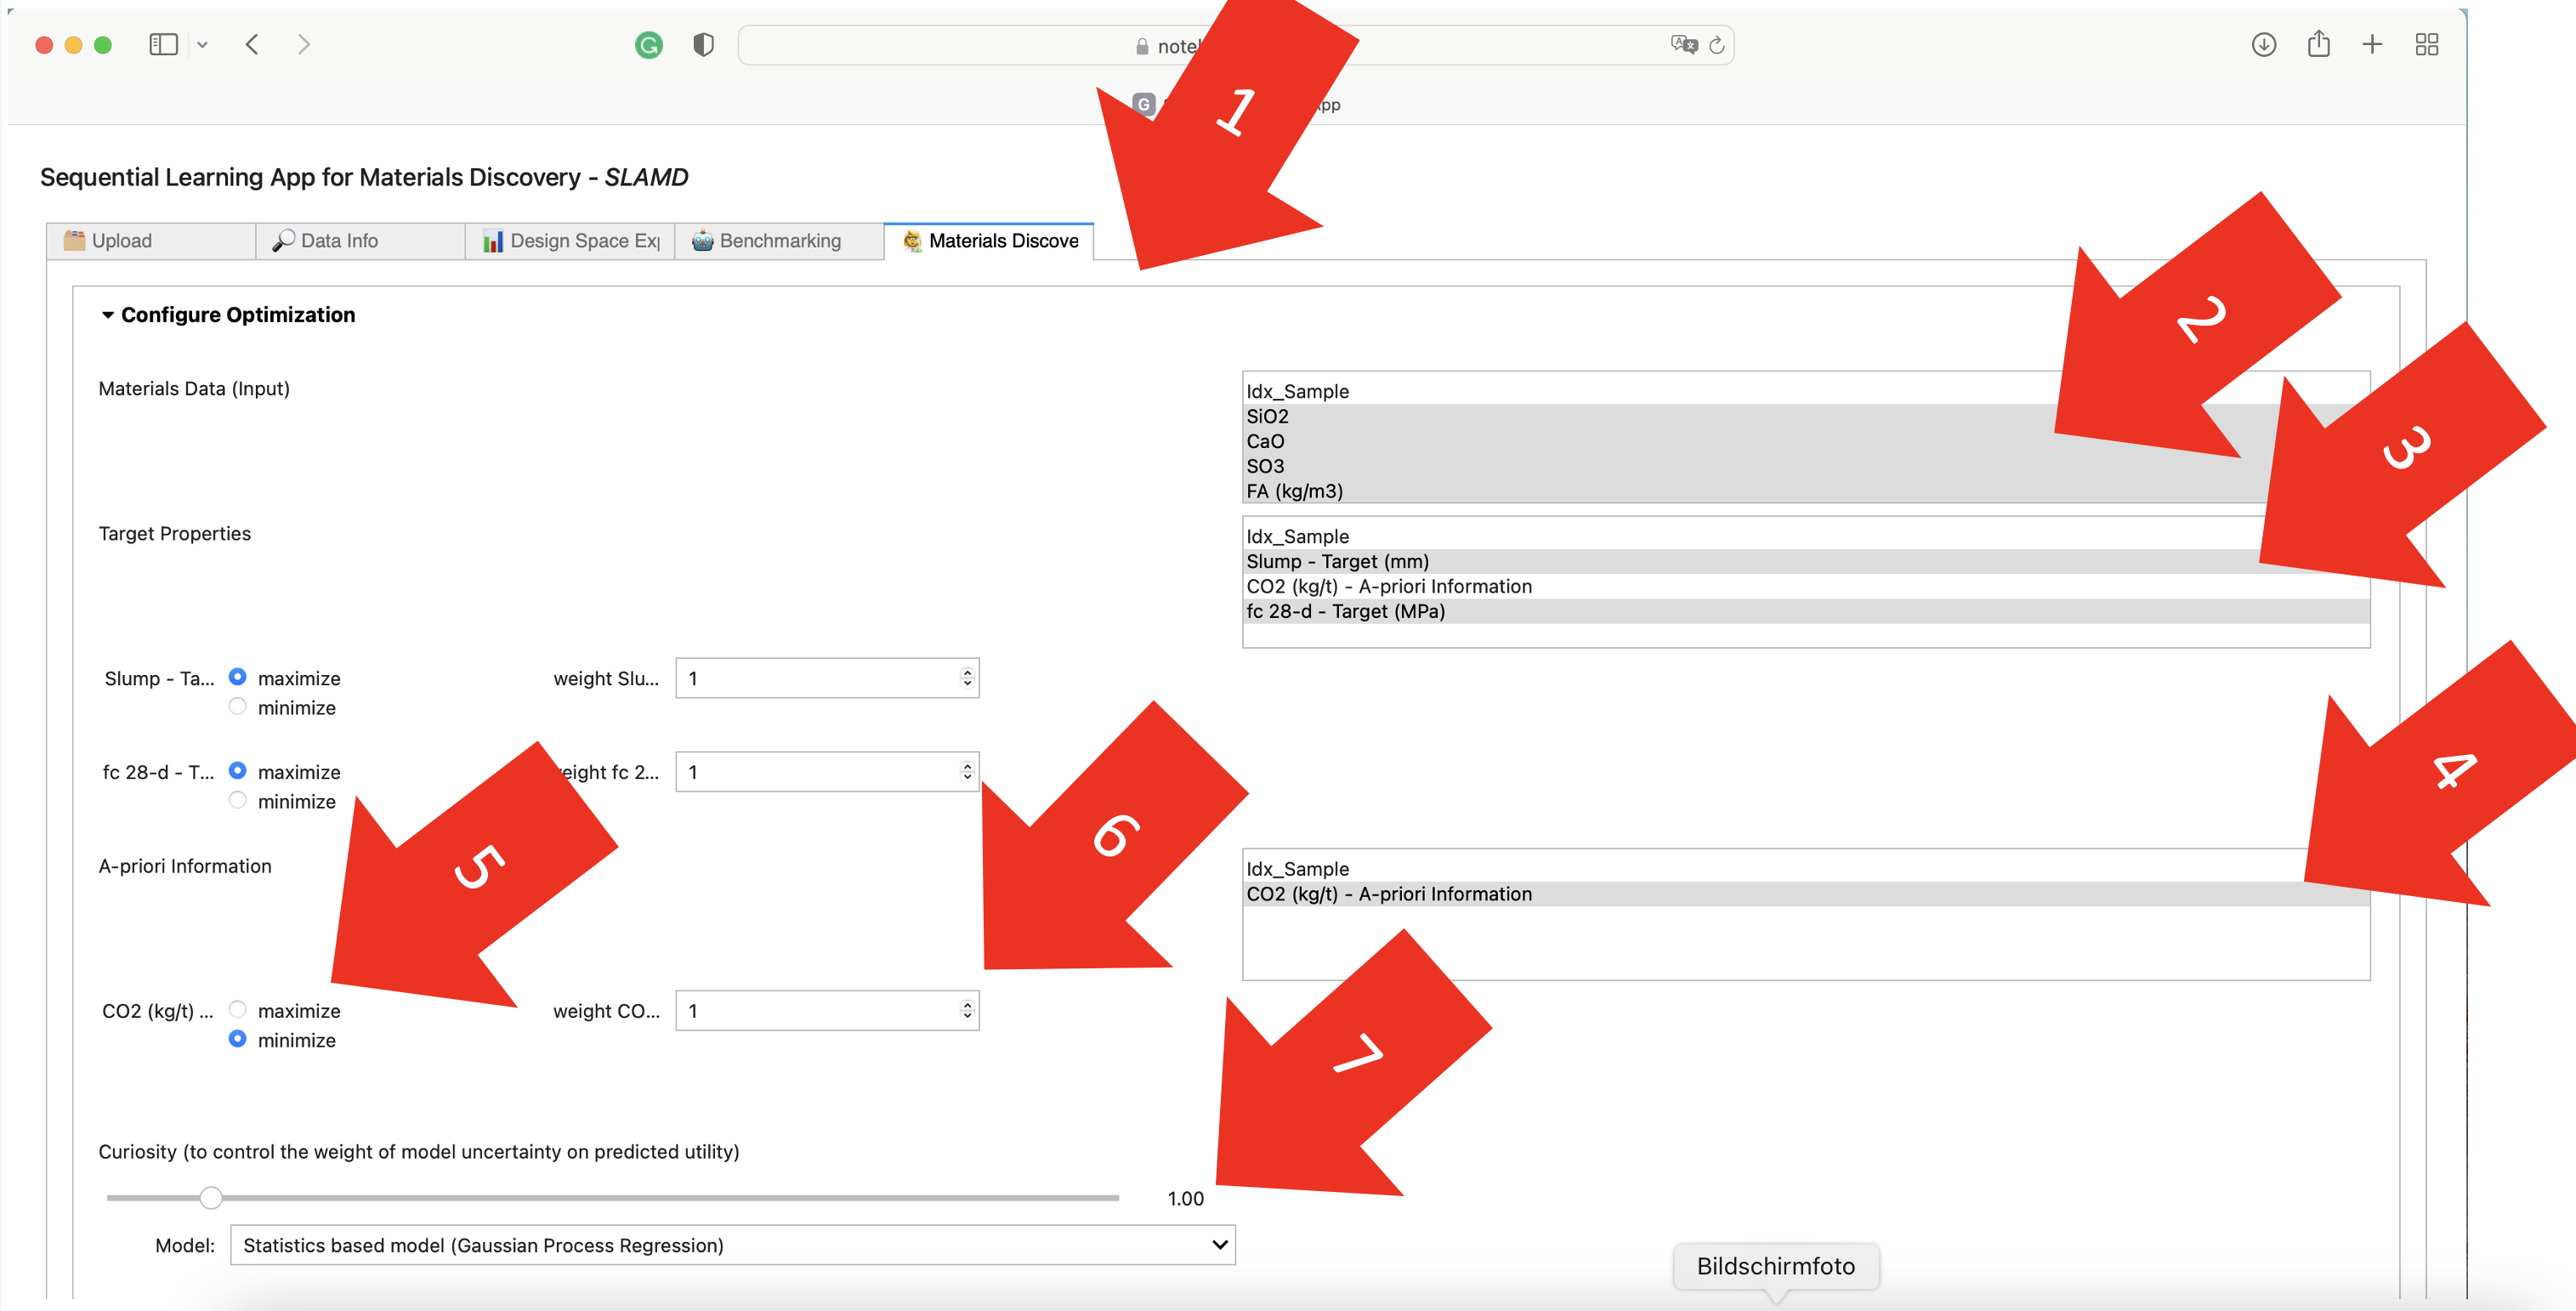 notel
G
pp
1
Sequential Learning App for Materials Discovery - SLAMD
Upload
Data Info
Design Space Exp
Benchmarking
Materials Discove
Configure Optimization
2
Materials Data (Input)
Idx_Sample
SiO2
CaO
SO3
FA (kg/m3)
3
Target Properties
Idx_Sample
Slump - Target (mm)
CO2 (kg/t) - A-priori Information
fc 28-d - Target (MPa)
Slump - Ta...
maximize
minimize
weight Slu...
1
fc 28-d - T...
maximize
minimize
eight fc 2...
1
4
5
6
A-priori Information
Idx_Sample
CO2 (kg/t) - A-priori Information
CO2 (kg/t) ...
maximize
minimize
weight CO...
1
7
Curiosity (to control the weight of model uncertainty on predicted utility)
1.00
Model:
Statistics based model (Gaussian Process Regression)
Bildschirmfoto